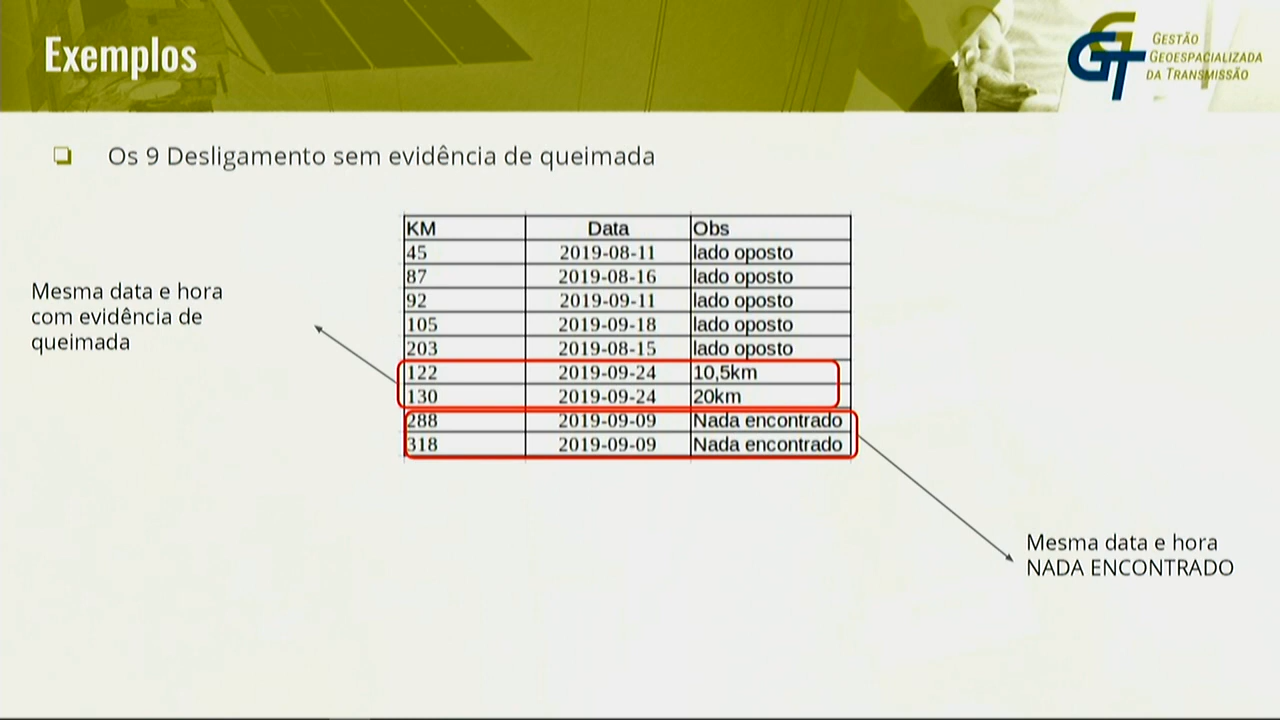 Exemplos
GESTÃO
GEOESPACIALIZADA
DA TRANSMISSÃO
Os 9 Desligamento sem evidência de queimada
KM Data Obs
45 2019-08-11 lado oposto
87 2019-08-16 lado oposto
92 2019-09-11 lado oposto
105 2019-09-18 lado oposto
203 2019-08-15 lado oposto
122 2019-09-24 10,5km
130 2019-09-24 20km
288 2019-09-09 Nada encontrado
318 2019-09-09 Nada encontrado
Mesma data e hora
com evidência de
queimada
Mesma data e hora
NADA ENCONTRADO